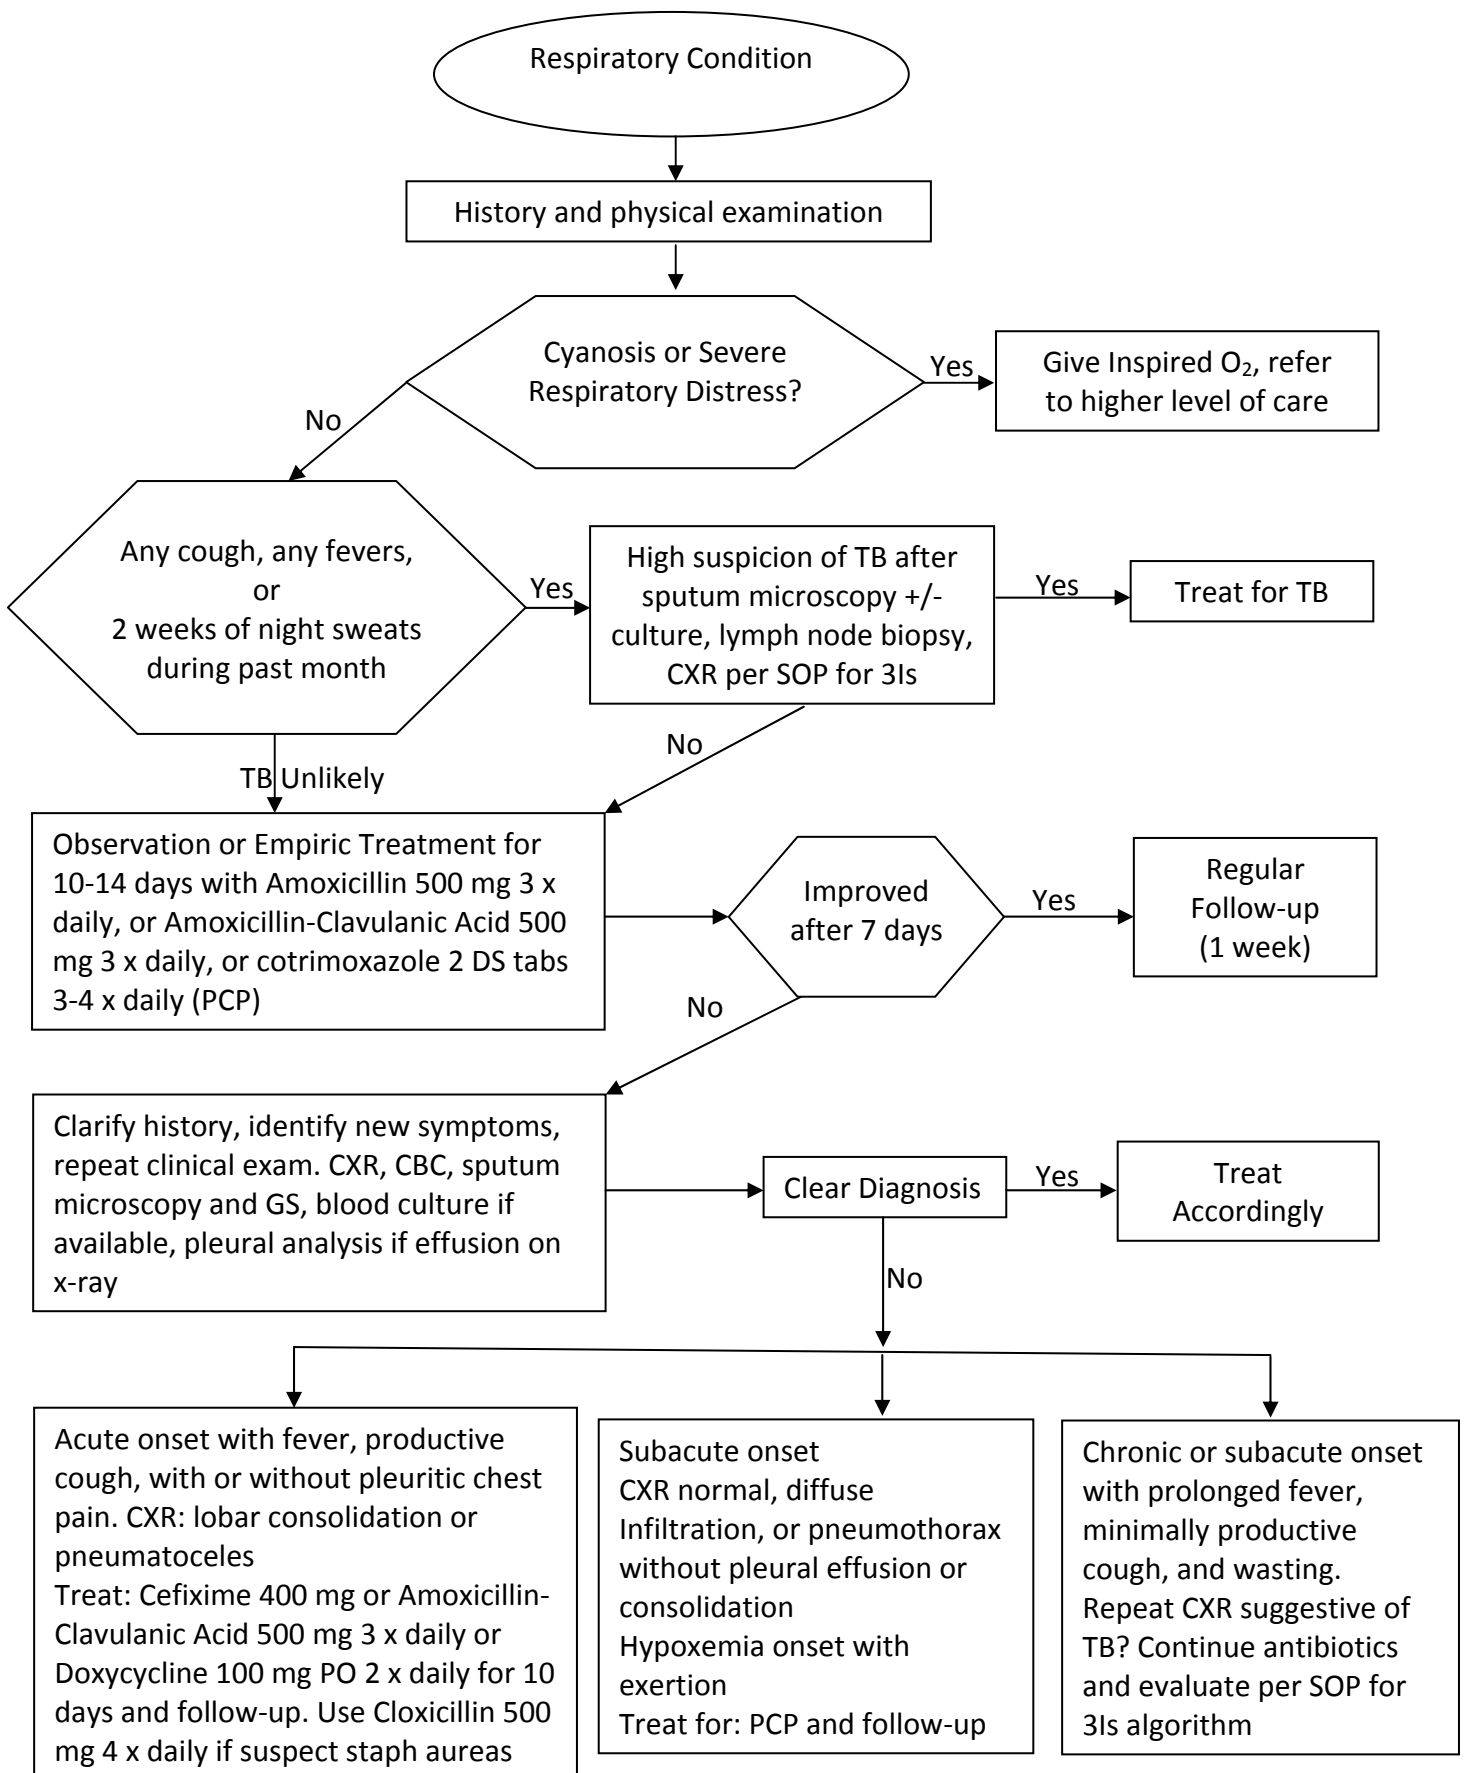 Respiratory Condition
History and physical examination
Cyanosis or Severe
Respiratory Distress?
Yes
Give Inspired O₂, refer
to higher level of care
No
Any cough, any fevers,
or
2 weeks of night sweats
during past month
Yes
High suspicion of TB after
sputum microscopy +/-
culture, lymph node biopsy,
CXR per SOP for 3Is
Yes
Treat for TB
No
TB Unlikely
Observation or Empiric Treatment for
10-14 days with Amoxicillin 500 mg 3 x
daily, or Amoxicillin-Clavulanic Acid 500
mg 3 x daily, or cotrimoxazole 2 DS tabs
3-4 x daily (PCP)
Improved
after 7 days
Yes
Regular
Follow-up
(1 week)
No
Clarify history, identify new symptoms,
repeat clinical exam. CXR, CBC, sputum
microscopy and GS, blood culture if
available, pleural analysis if effusion on
x-ray
Clear Diagnosis
Yes
Treat
Accordingly
No
Acute onset with fever, productive
cough, with or without pleuritic chest
pain. CXR: lobar consolidation or
pneumatoceles
Treat: Cefixime 400 mg or Amoxicillin-
Clavulanic Acid 500 mg 3 x daily or
Doxycycline 100 mg PO 2 x daily for 10
days and follow-up. Use Cloxicillin 500
mg 4 x daily if suspect staph aureas
Subacute onset
CXR normal, diffuse
Infiltration, or pneumothorax
without pleural effusion or
consolidation
Hypoxemia onset with
exertion
Treat for: PCP and follow-up
Chronic or subacute onset
with prolonged fever,
minimally productive
cough, and wasting.
Repeat CXR suggestive of
TB? Continue antibiotics
and evaluate per SOP for
3Is algorithm